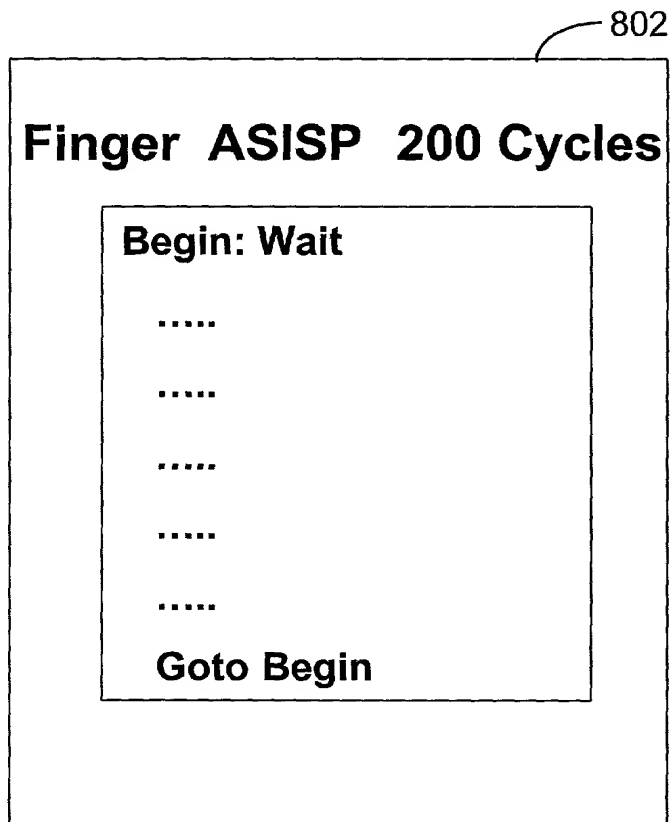 802
Finger ASISP 200 Cycles
Begin: Wait
.....
.....
.....
.....
.....
Goto Begin